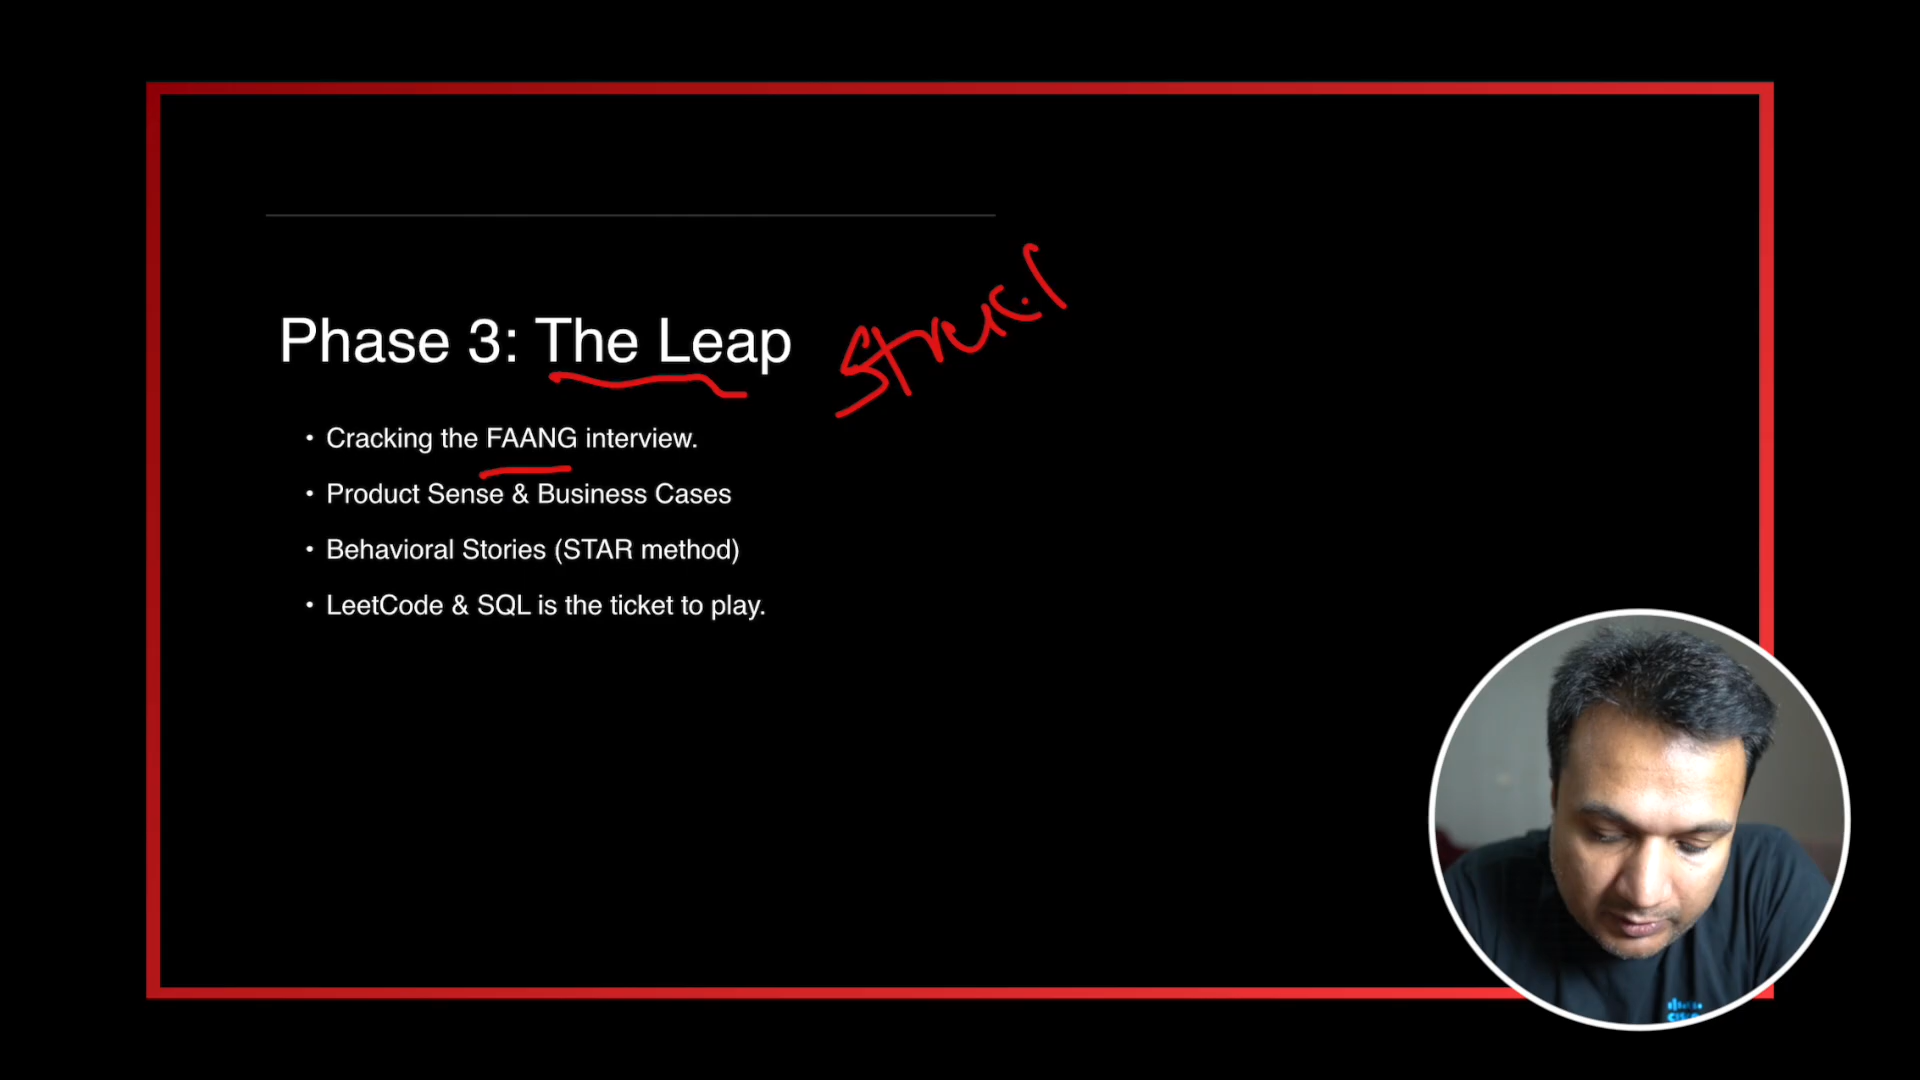 Phase 3: The Leap
• Cracking the FAANG interview.
• Product Sense & Business Cases
• Behavioral Stories (STAR method)
• LeetCode & SQL is the ticket to play.